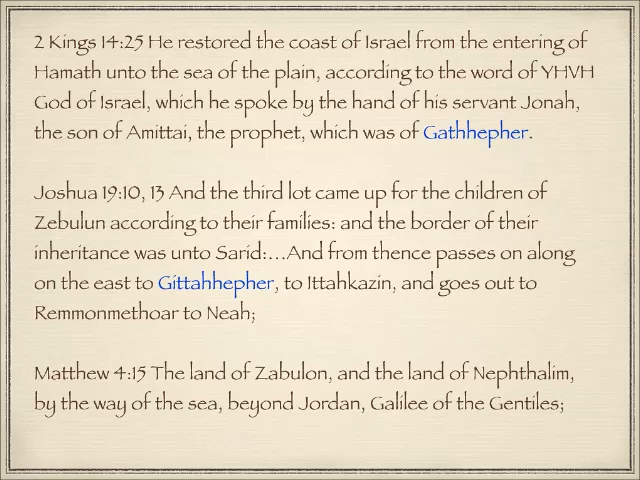 2 Kings 14:25 He restored the coast of Israel from the entering of
Hamath unto the sea of the plain, according to the word of YHVH
God of Israel, which he spoke by the hand of his servant Jonah,
the son of Amittai, the prophet, which was of Gathhepher.
Joshua 19:10, 13 And the third lot came up for the children of
Zebulun according to their families: and the border of their
inheritance was unto Sarid:...And from thence passes on along
on the east to Gittahhepher, to Ittahkazin, and goes out to
Remmonmethoar to Neah;
Matthew 4:15 The land of Zabulon, and the land of Nephthalim,
by the way of the sea, beyond Jordan, Galilee of the Gentiles;